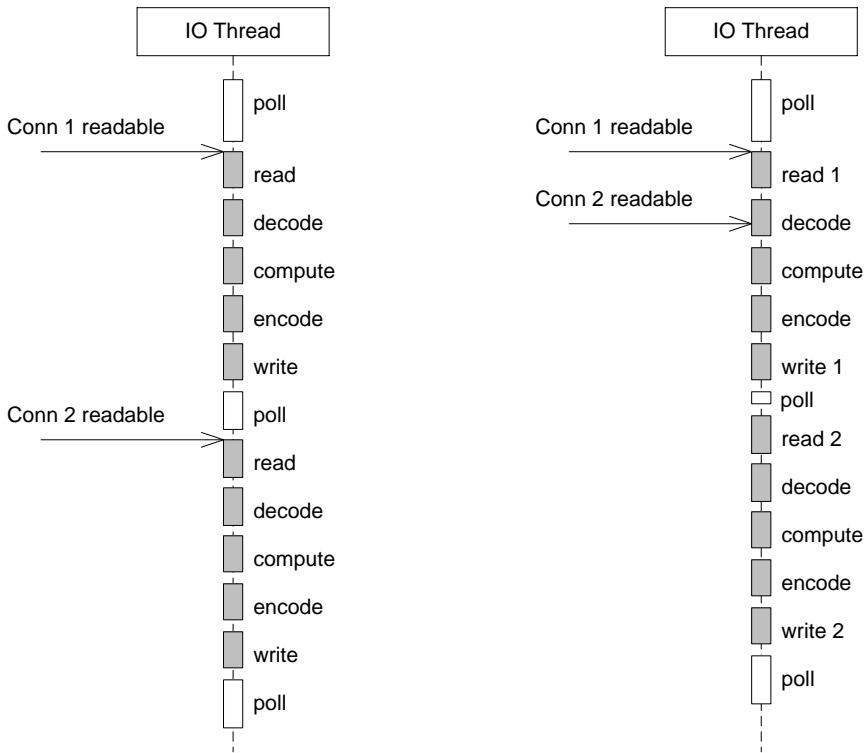 IO Thread
poll
Conn 1 readable
read
decode
compute
encode
write
poll
Conn 2 readable
read
decode
compute
encode
write
poll
IO Thread
poll
Conn 1 readable
read 1
Conn 2 readable
decode
compute
encode
write 1
poll
read 2
decode
compute
encode
write 2
poll